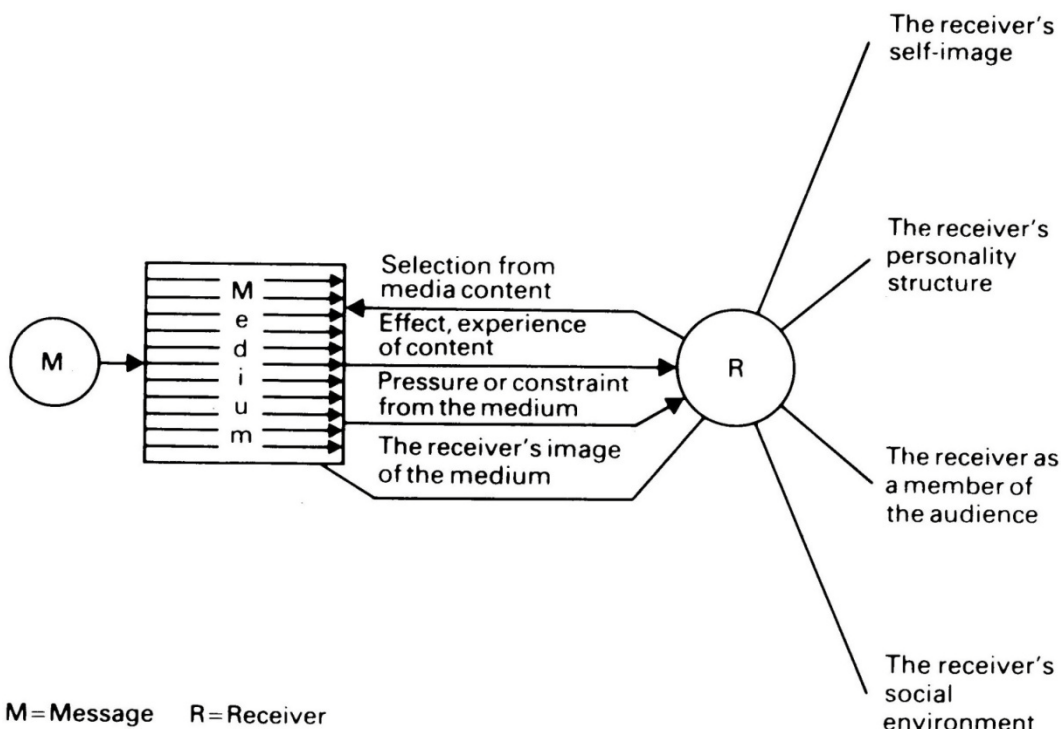 The receiver's
self-image
The receiver's
personality
structure
Selection from
media content
M
e
d
i
u
m
Effect, experience
of content
M
R
Pressure or constraint
from the medium
The receiver's image
of the medium
The receiver as
a member of
the audience
The receiver's
social
environment
M=Message R=Receiver